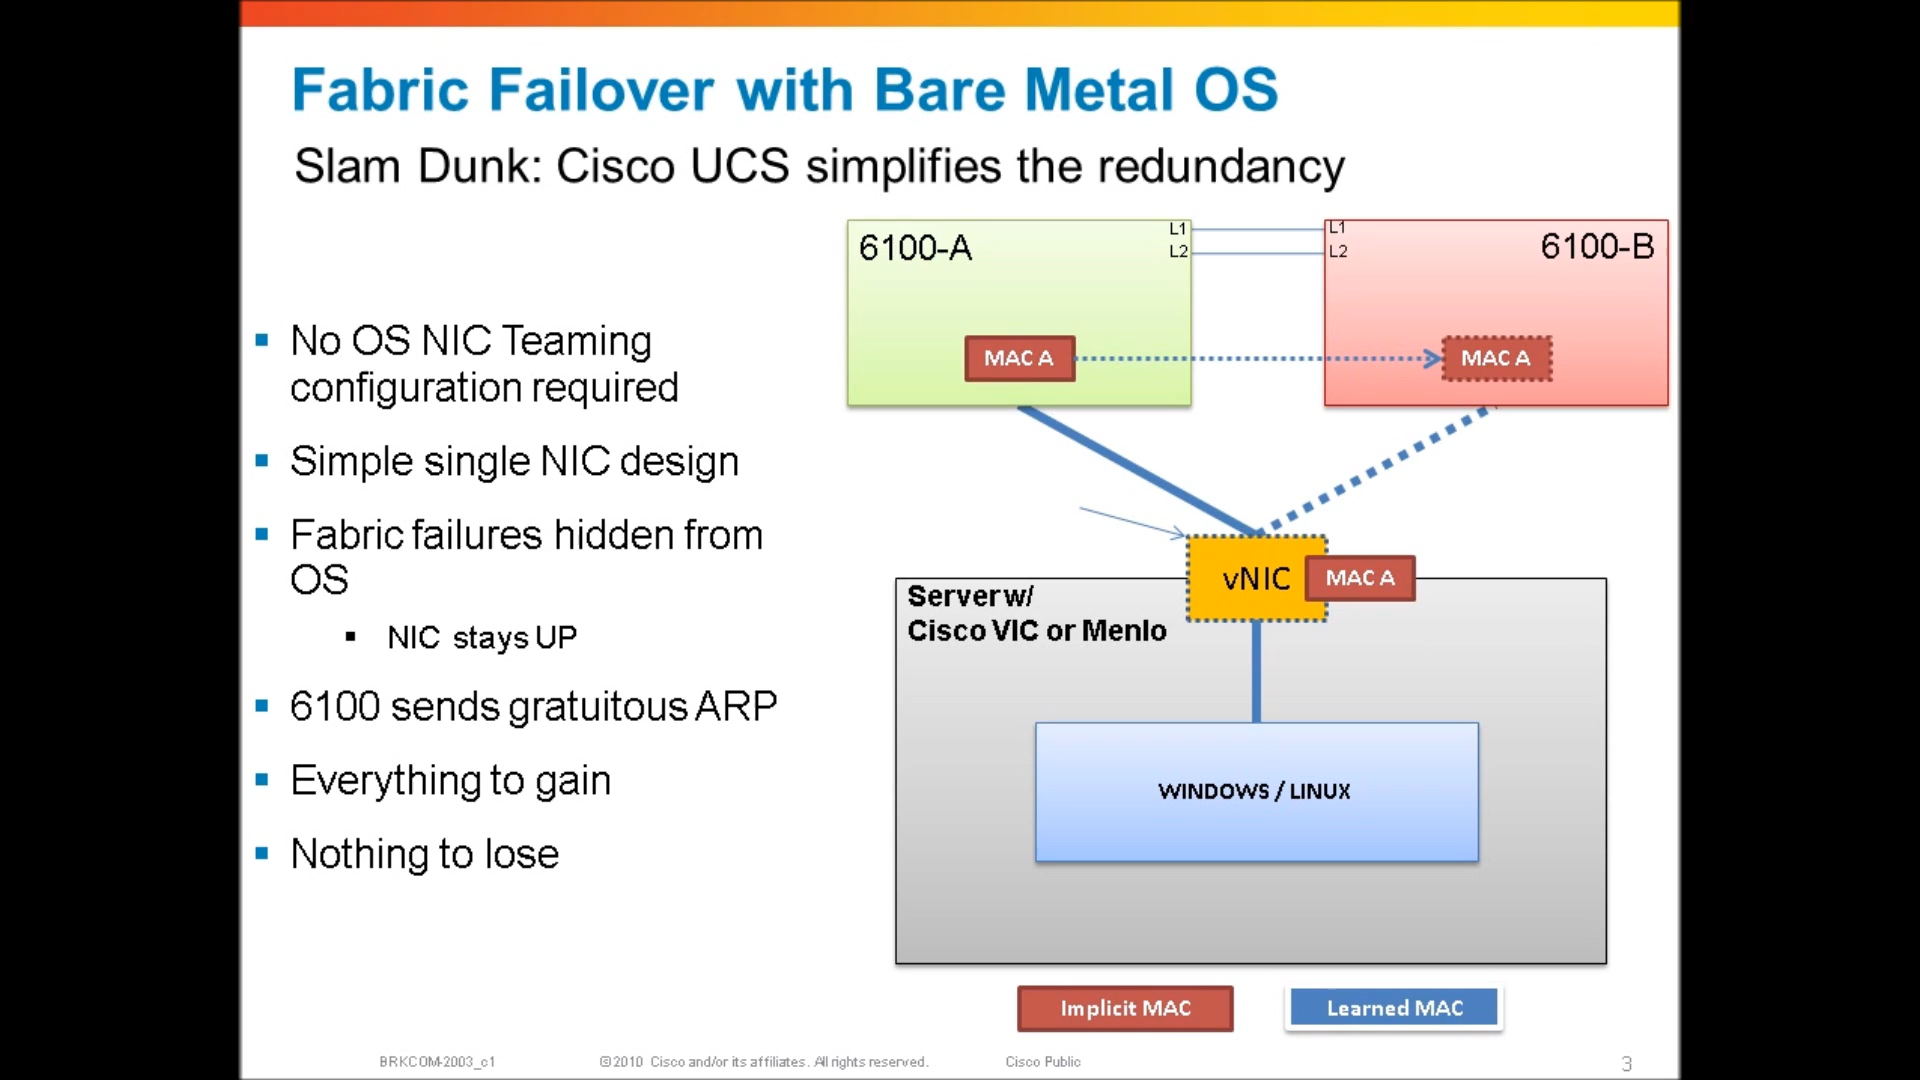 Fabric Failover with Bare Metal OS
Slam Dunk: Cisco UCS simplifies the redundancy
No OS NIC Teaming
configuration required
Simple single NIC design
Fabric failures hidden from
OS
NIC stays UP
6100 sends gratuitous ARP
Everything to gain
Nothing to lose
6100-A
L1
L2
L1
L2
6100-B
MAC A
MAC A
vNIC
MAC A
Server w/
Cisco VIC or Menlo
WINDOWS / LINUX
Implicit MAC
Learned MAC
BRKCOM-2003_c1
©2010 Cisco and/or its affiliates. All rights reserved.
Cisco Public
3